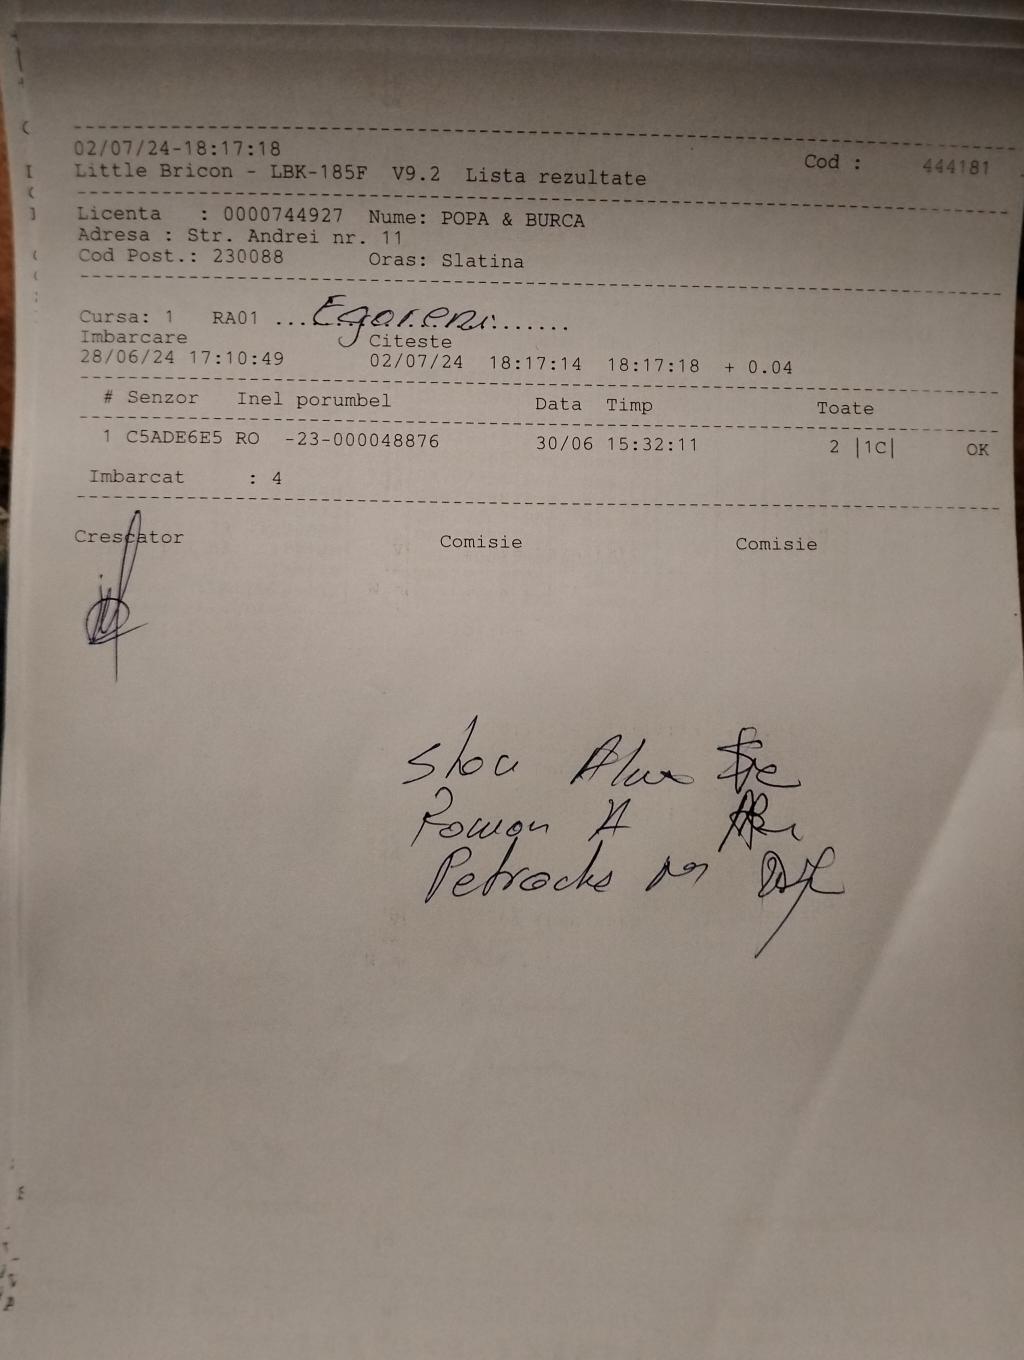 02/07/24-18:17:18
Cod : 444181
Little Bricon - LBK-185F V9.2 Lista rezultate
Licenta : 0000744927 Nume: POPA & BURCA
Adresa : Str. Andrei nr. 11
Cod Post.: 230088 Oras: Slatina
Cursa: 1 RA01 ...Egoreni.......
Imbarcare Citeste
28/06/24 17:10:49 02/07/24 18:17:14 18:17:18 + 0.04
# Senzor Inel porumbel Data Timp Toate
1 C5ADE6E5 RO -23-000048876 30/06 15:32:11 2 |1C| OK
Imbarcat : 4
Crescator Comisie Comisie
Roman A